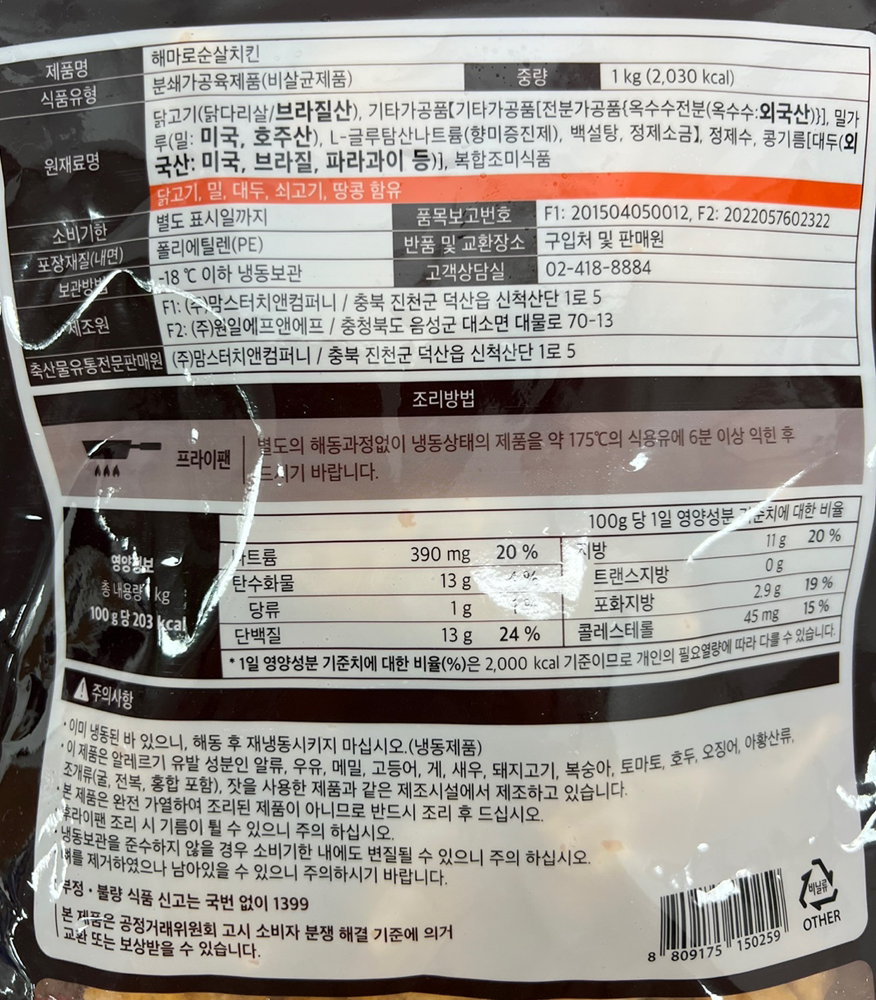 제품명 해마로순살치킨
식품유형 분쇄가공육제품(비살균제품) 중량 1 kg (2,030 kcal)
원재료명
닭고기(닭다리살/브라질산), 기타가공품【기타가공품[전분가공품{옥수수전분(옥수수:외국산)}], 밀가
루(밀: 미국, 호주산), L-글루탐산나트륨(향미증진제), 백설탕, 정제소금】, 정제수, 콩기름[대두(외
국산: 미국, 브라질, 파라과이 등)], 복합조미식품
닭고기, 밀, 대두, 쇠고기, 땅콩 함유
소비기한 별도 표시일까지 품목보고번호 F1: 201504050012, F2: 2022057602322
포장재질(내면) 폴리에틸렌(PE) 반품 및 교환장소 구입처 및 판매원
보관방법 -18 ℃ 이하 냉동보관 고객상담실 02-418-8884
제조원
F1: (주)맘스터치앤컴퍼니 / 충북 진천군 덕산읍 신척산단 1로 5
F2: (주)원일에프앤에프 / 충청북도 음성군 대소면 대물로 70-13
축산물유통전문판매원 (주)맘스터치앤컴퍼니 / 충북 진천군 덕산읍 신척산단 1로 5
조리방법
프라이팬
별도의 해동과정없이 냉동상태의 제품을 약 175℃의 식용유에 6분 이상 익힌 후
드시기 바랍니다.
영양정보
총 내용량 kg
100 g 당 203 kcal
100g 당 1일 영양성분 기준치에 대한 비율
나트륨 390 mg 20 % 지방 11 g 20 %
탄수화물 13 g 트랜스지방 0 g
당류 1 g 포화지방 2.9 g 19 %
단백질 13 g 24 % 콜레스테롤 45 mg 15 %
* 1일 영양성분 기준치에 대한 비율(%)은 2,000 kcal 기준이므로 개인의 필요열량에 따라 다를 수 있습니다.
주의사항
• 이미 냉동된 바 있으니, 해동 후 재냉동시키지 마십시오.(냉동제품)
• 이 제품은 알레르기 유발 성분인 알류, 우유, 메밀, 고등어, 게, 새우, 돼지고기, 복숭아, 토마토, 호두, 오징어, 아황산류,
조개류(굴, 전복, 홍합 포함), 잣을 사용한 제품과 같은 제조시설에서 제조하고 있습니다.
• 본 제품은 완전 가열하여 조리된 제품이 아니므로 반드시 조리 후 드십시오.
• 후라이팬 조리 시 기름이 튈 수 있으니 주의 하십시오.
• 냉동보관을 준수하지 않을 경우 소비기한 내에도 변질될 수 있으니 주의 하십시오.
• 뼈를 제거하였으나 남아있을 수 있으니 주의하시기 바랍니다.
부정 · 불량 식품 신고는 국번 없이 1399
본 제품은 공정거래위원회 고시 소비자 분쟁 해결 기준에 의거
교환 또는 보상받을 수 있습니다.
8 809175 150259
비닐류
OTHER